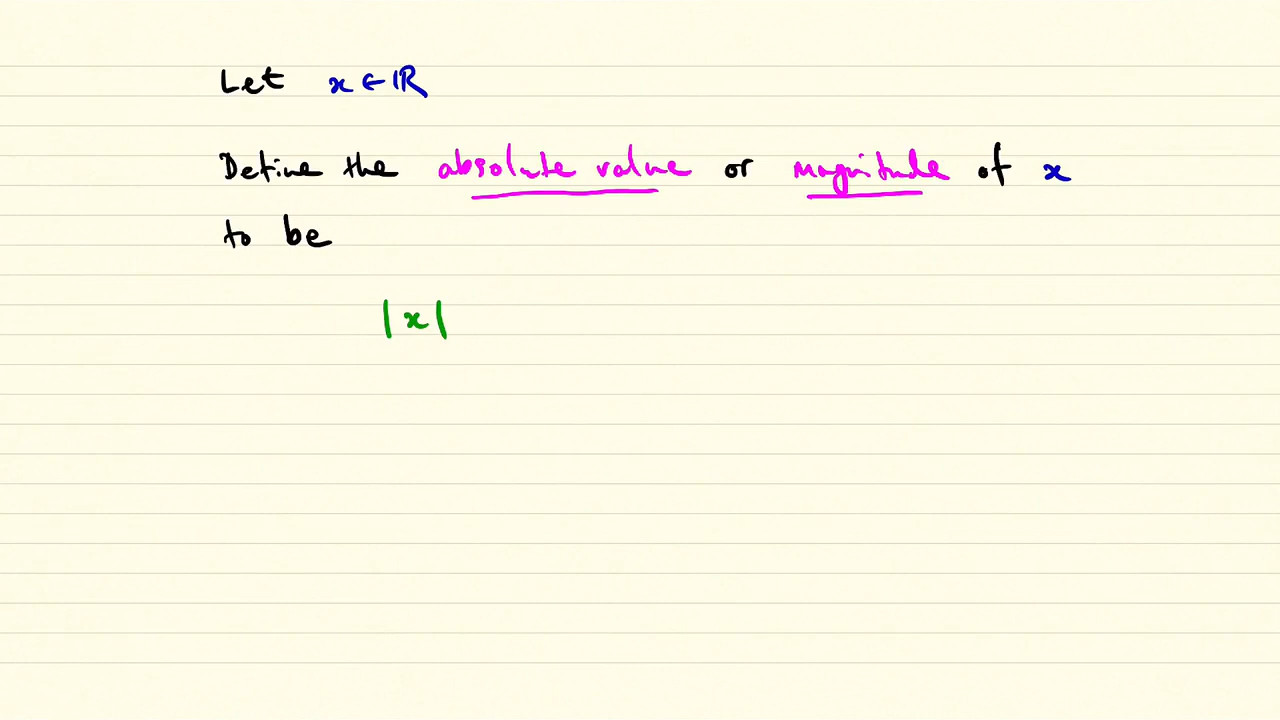 Let x ∈ ℝ
Define the absolute value or magnitude of x
to be
|x|